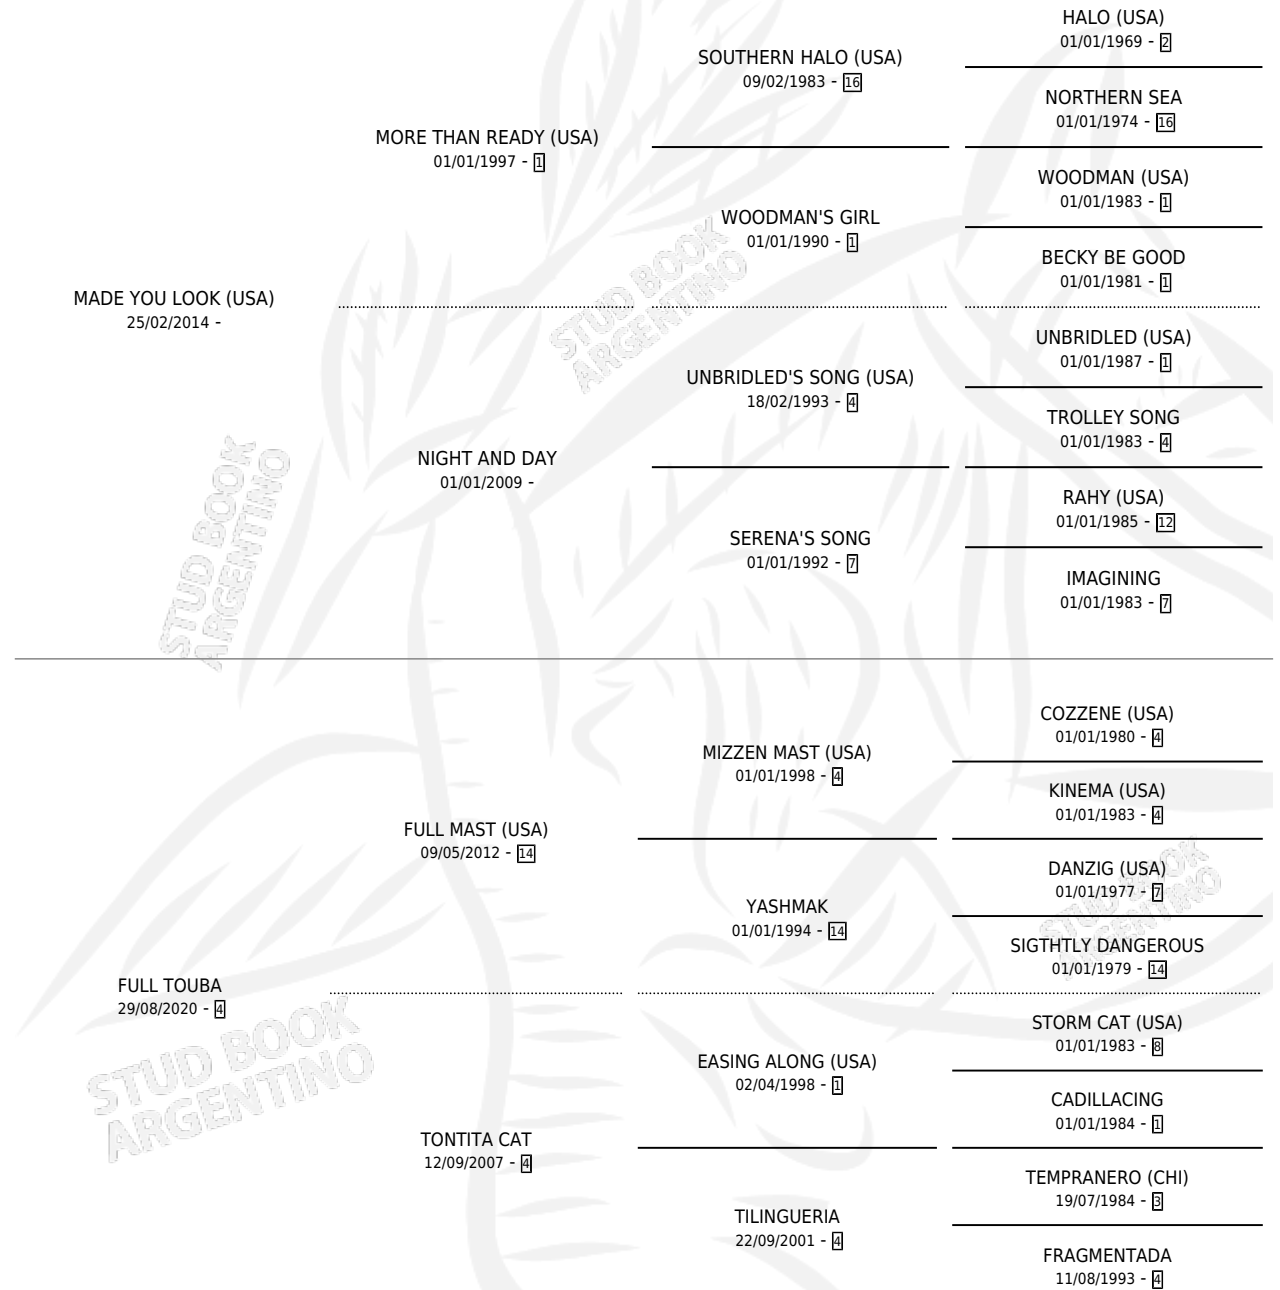 HALO (USA)
01/01/1969 - 2
SOUTHERN HALO (USA)
09/02/1983 - 16
NORTHERN SEA
01/01/1974 - 16
MORE THAN READY (USA)
01/01/1997 - 1
WOODMAN (USA)
01/01/1983 - 1
WOODMAN'S GIRL
01/01/1990 - 1
BECKY BE GOOD
01/01/1981 - 1
MADE YOU LOOK (USA)
25/02/2014 -
UNBRIDLED (USA)
01/01/1987 - 1
UNBRIDLED'S SONG (USA)
18/02/1993 - 4
TROLLEY SONG
01/01/1983 - 4
NIGHT AND DAY
01/01/2009 -
RAHY (USA)
01/01/1985 - 12
SERENA'S SONG
01/01/1992 - 7
IMAGINING
01/01/1983 - 7
STUD BOOK
ARGENTINO
STUD BOOK
ARGENTINO
COZZENE (USA)
01/01/1980 - 4
MIZZEN MAST (USA)
01/01/1998 - 4
KINEMA (USA)
01/01/1983 - 4
FULL MAST (USA)
09/05/2012 - 14
DANZIG (USA)
01/01/1977 - 7
YASHMAK
01/01/1994 - 14
SIGTHTLY DANGEROUS
01/01/1979 - 14
FULL TOUBA
29/08/2020 - 4
STORM CAT (USA)
01/01/1983 - 8
EASING ALONG (USA)
02/04/1998 - 1
CADILLACING
01/01/1984 - 1
TONTITA CAT
12/09/2007 - 4
TEMPRANERO (CHI)
19/07/1984 - 3
TILINGUERIA
22/09/2001 - 4
FRAGMENTADA
11/08/1993 - 4
STUD BOOK
ARGENTINO
STUD BOOK
ARGENTINO